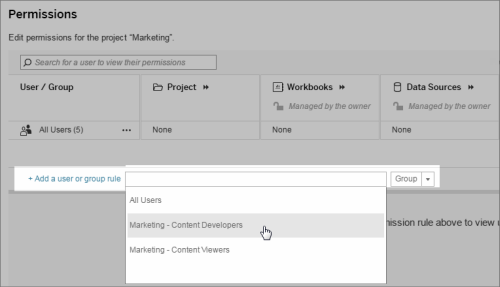 Permissions
Edit permissions for the project “Marketing”.
Search for a user to view their permissions
User / Group Project Workbooks Data Sources
Managed by the owner Managed by the owner
All Users (5) ••• None None None
+ Add a user or group rule Group
All Users
Marketing - Content Developers
mission rule above to view
Marketing - Content Viewers